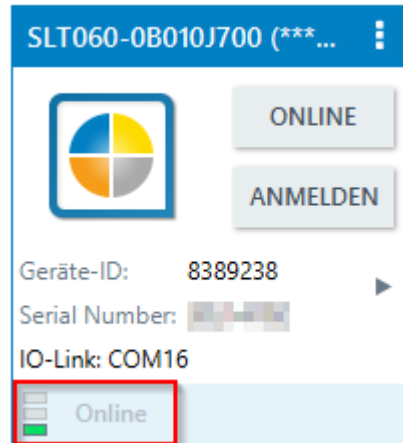 SLT060-0B010J700 (***...
ONLINE
ANMELDEN
Geräte-ID: 8389238
Serial Number:
IO-Link: COM16
Online